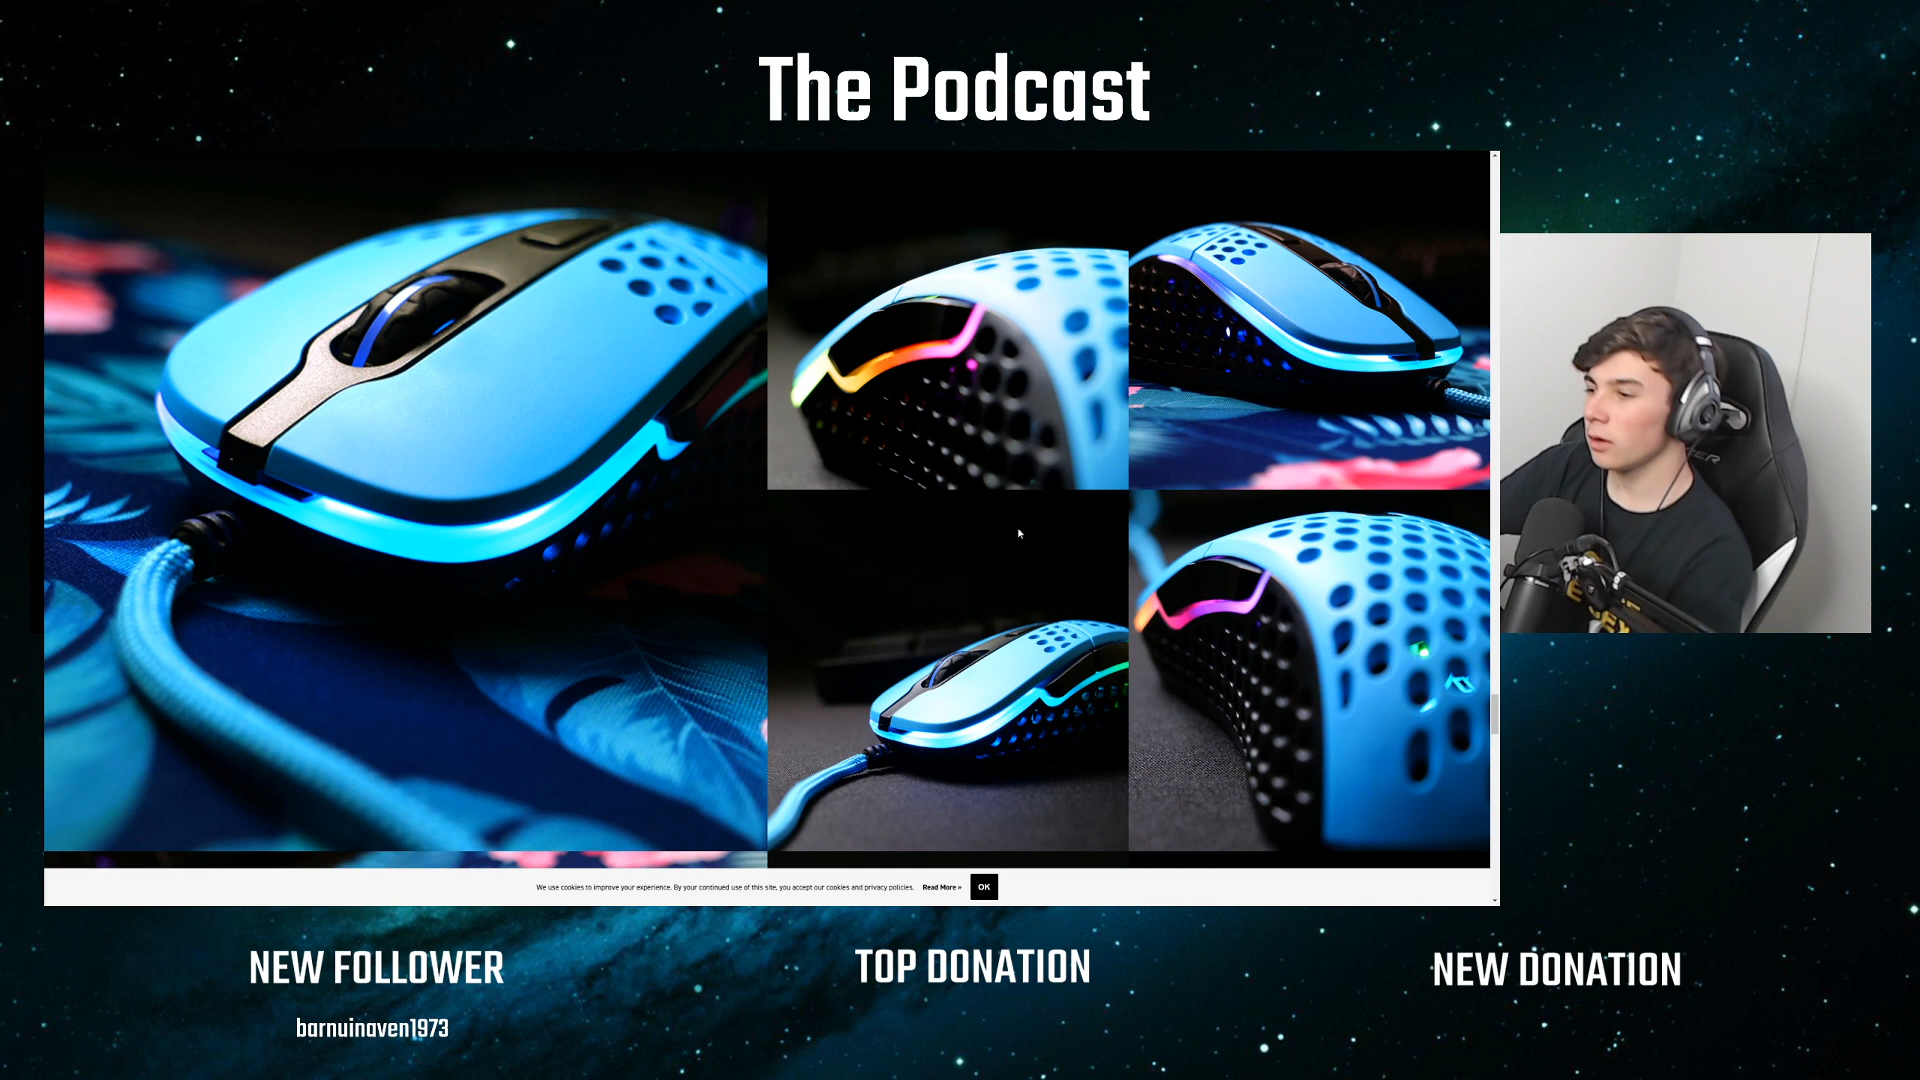 The Podcast
We use cookies to improve your experience. By your continued use of this site, you accept our cookies and privacy policies. Read More »
OK
NEW FOLLOWER
TOP DONATION
NEW DONATION
barnuinaven1973